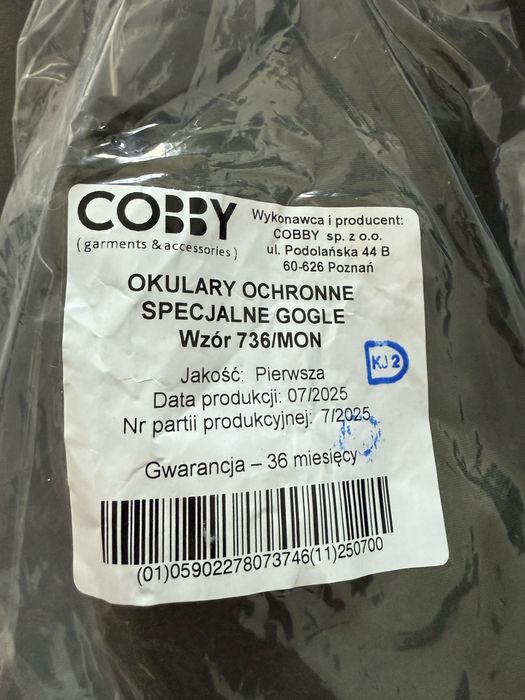 COBBY
( garments & accessories )
Wykonawca i producent:
COBBY sp. z o.o.
ul. Podolańska 44 B
60-626 Poznań
OKULARY OCHRONNE
SPECJALNE GOGLE
Wzór 736/MON
KJ 2
Jakość: Pierwsza
Data produkcji: 07/2025
Nr partii produkcyjnej: 7/2025
Gwarancja – 36 miesięcy
(01)05902278073746(11)250700